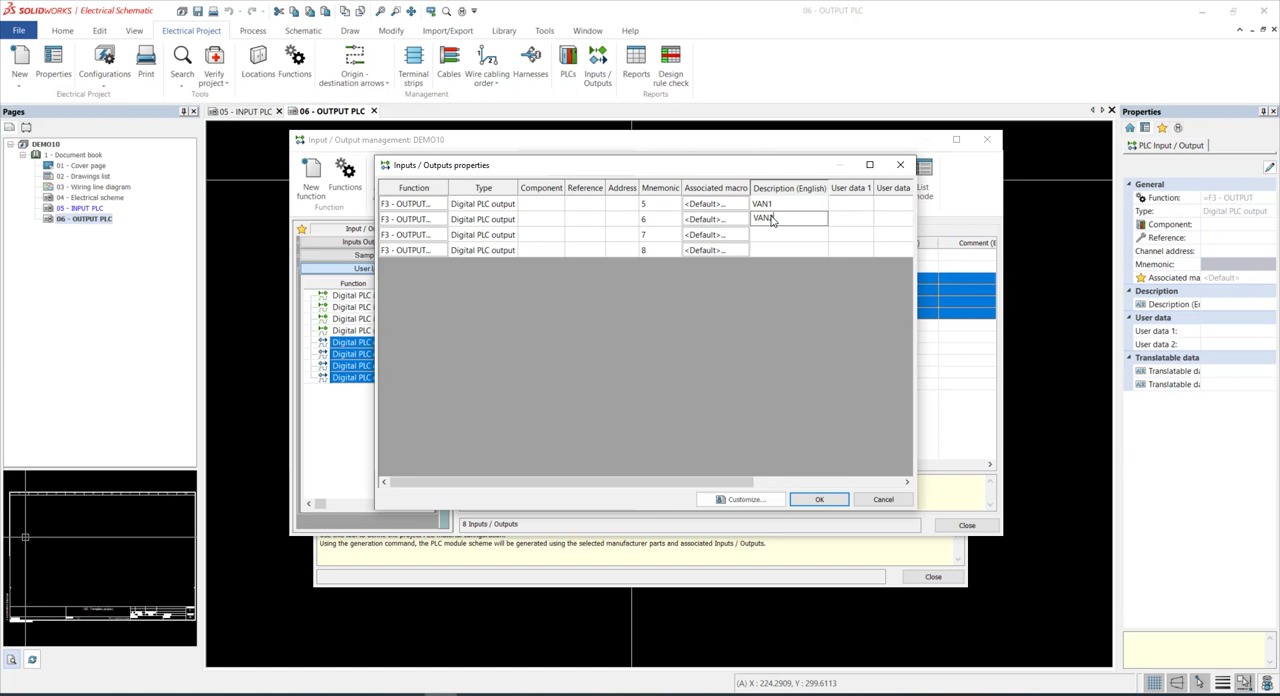 SOLIDWORKS Electrical Schematic
06 - OUTPUT PLC
File Home Edit View Electrical Project Process Schematic Draw Modify Import/Export Library Tools Window Help
New Properties Configurations Print Search Verify project Locations Functions Origin - destination arrows Terminal strips Cables Wire cabling order Harnesses PLCs Inputs / Outputs Reports Design rule check
Electrical Project Tools Management Reports
Pages
05 - INPUT PLC 06 - OUTPUT PLC
Properties
DEMO10
1 - Document book
01 - Cover page
02 - Drawings list
03 - Wiring line diagram
04 - Electrical scheme
05 - INPUT PLC
06 - OUTPUT PLC
Input / Output management: DEMO10
New function Functions
Function
Inputs / Outputs properties
Function Type Component Reference Address Mnemonic Associated macro Description (English) User data 1 User data
F3 - OUTPUT... Digital PLC output 5 <Default>... VAN1
F3 - OUTPUT... Digital PLC output 6 <Default>... VAN2
F3 - OUTPUT... Digital PLC output 7 <Default>...
F3 - OUTPUT... Digital PLC output 8 <Default>...
Customize... OK Cancel
Input / O
Inputs Out
Samp
User I
Function
Digital PLC i
Digital PLC i
Digital PLC i
Digital PLC i
Digital PLC
Digital PLC
Digital PLC
Digital PLC
List
mode
Comment (E
8 Inputs / Outputs
Close
Using the generation command, the PLC module scheme will be generated using the selected manufacturer parts and associated Inputs / Outputs.
Close
PLC Input / Output
General
Function: =F3 - OUTPUT
Type: Digital PLC output
Component:
Reference:
Channel address:
Mnemonic:
Associated ma <Default>
Description
Description (E
User data
User data 1:
User data 2:
Translatable data
Translatable da
Translatable da
(A) X : 224.2909, Y : 299.6113